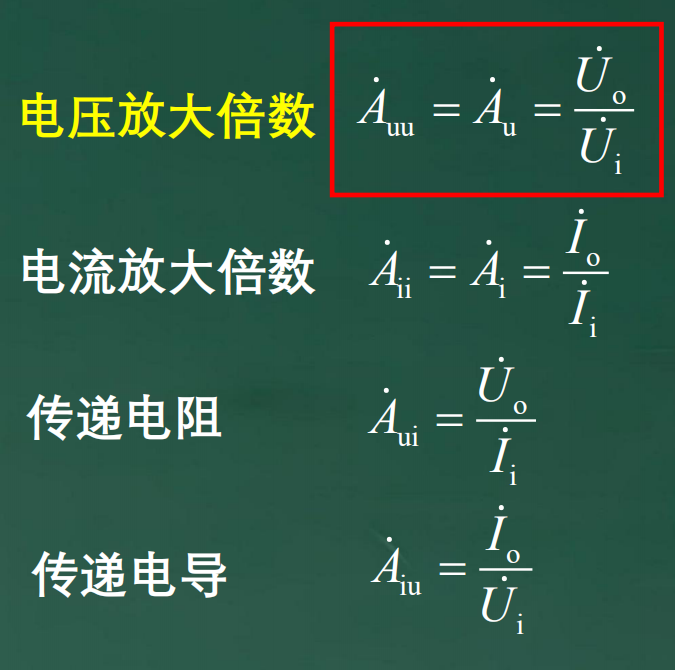 电压放大倍数 $\dot{A}_{uu} = \dot{A}_{u} = \frac{\dot{U}_{o}}{\dot{U}_{i}}$
电流放大倍数 $\dot{A}_{ii} = \dot{A}_{i} = \frac{\dot{I}_{o}}{\dot{I}_{i}}$
传递电阻 $\dot{A}_{ui} = \frac{\dot{U}_{o}}{\dot{I}_{i}}$
传递电导 $\dot{A}_{iu} = \frac{\dot{I}_{o}}{\dot{U}_{i}}$